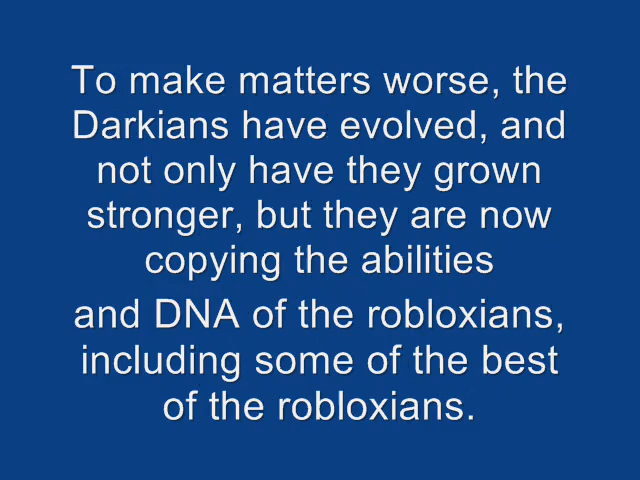 To make matters worse, the
Darkians have evolved, and
not only have they grown
stronger, but they are now
copying the abilities
and DNA of the robloxians,
including some of the best
of the robloxians.